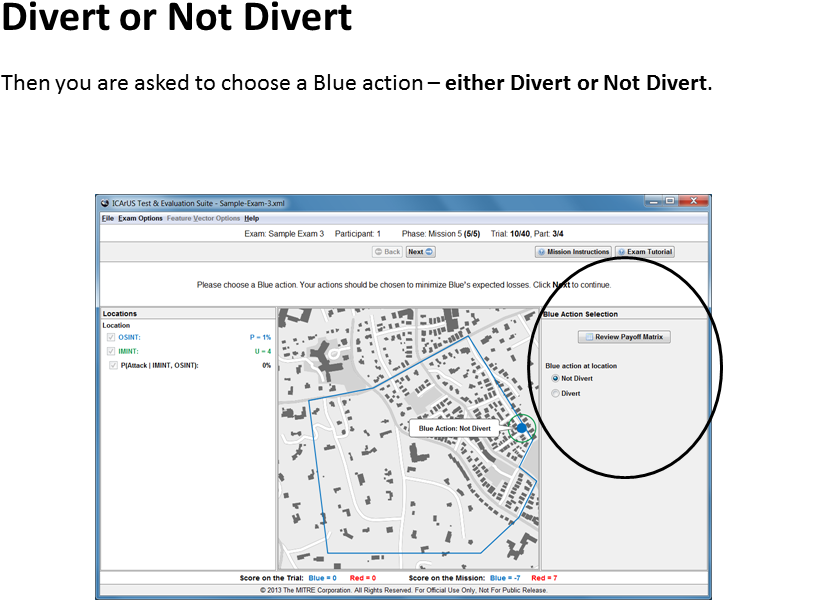 Divert or Not Divert
Then you are asked to choose a Blue action – either Divert or Not Divert.
ICArUS Test & Evaluation Suite - Sample-Exam-3.xml
File Exam Options Feature Vector Options Help
Exam: Sample Exam 3 Participant: 1 Phase: Mission 5 (5/5) Trial: 10/40, Part: 3/4
Back Next Mission Instructions Exam Tutorial
Please choose a Blue action. Your actions should be chosen to minimize Blue's expected losses. Click Next to continue.
Locations
Location
OSINT: P = 1%
IMINT: U = 4
P(Attack | IMINT, OSINT): 0%
Blue Action: Not Divert
Blue Action Selection
Review Payoff Matrix
Blue action at location
Not Divert
Divert
Score on the Trial: Blue = 0 Red = 0 Score on the Mission: Blue = -7 Red = 7
© 2013 The MITRE Corporation. All Rights Reserved. For Official Use Only, Not For Public Release.